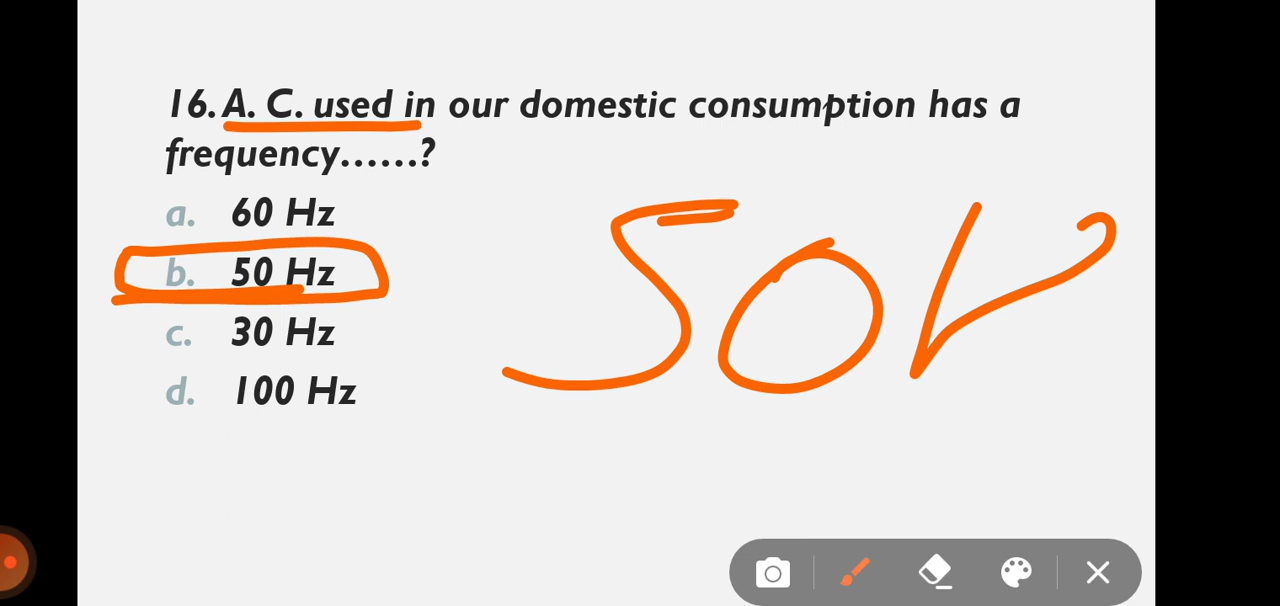 16. A. C. used in our domestic consumption has a
frequency......?
a. 60 Hz
b. 50 Hz
c. 30 Hz
d. 100 Hz
50